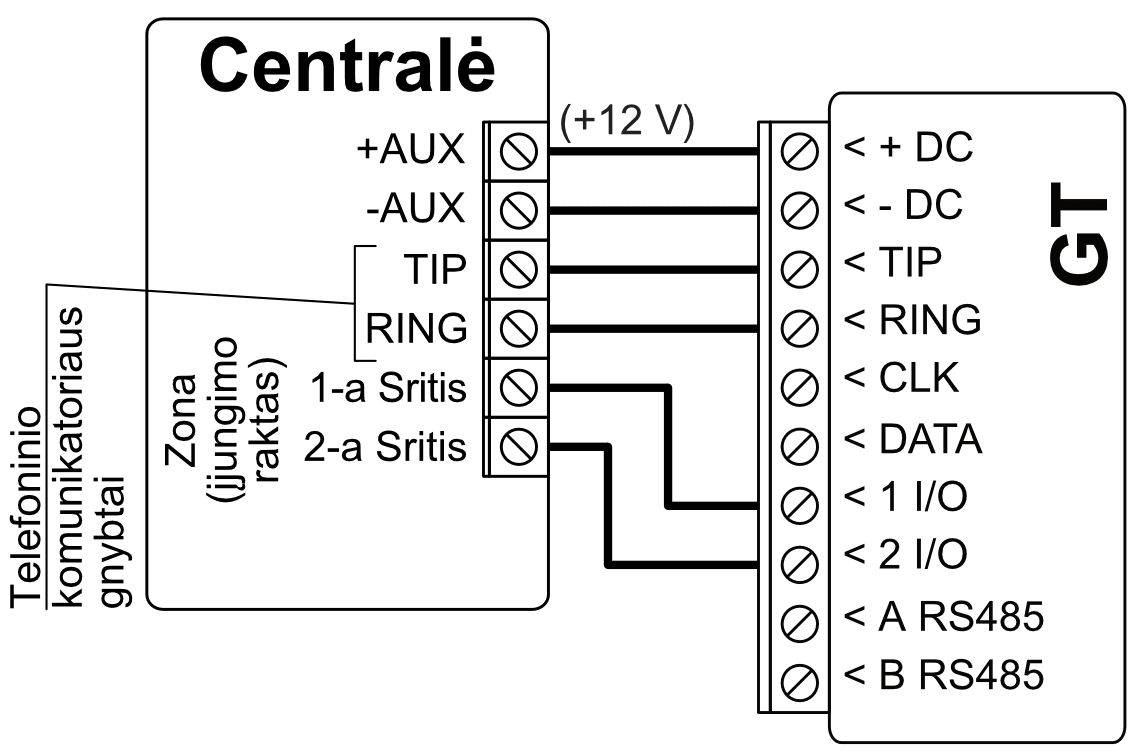 Centralė
(+12 V)
+AUX
-AUX
TIP
RING
1-a Sritis
2-a Sritis
Zona
(įjungimo
raktas)
Telefoninio
komunikatoriaus
gnybtai
GT
< + DC
< - DC
< TIP
< RING
< CLK
< DATA
< 1 I/O
< 2 I/O
< A RS485
< B RS485